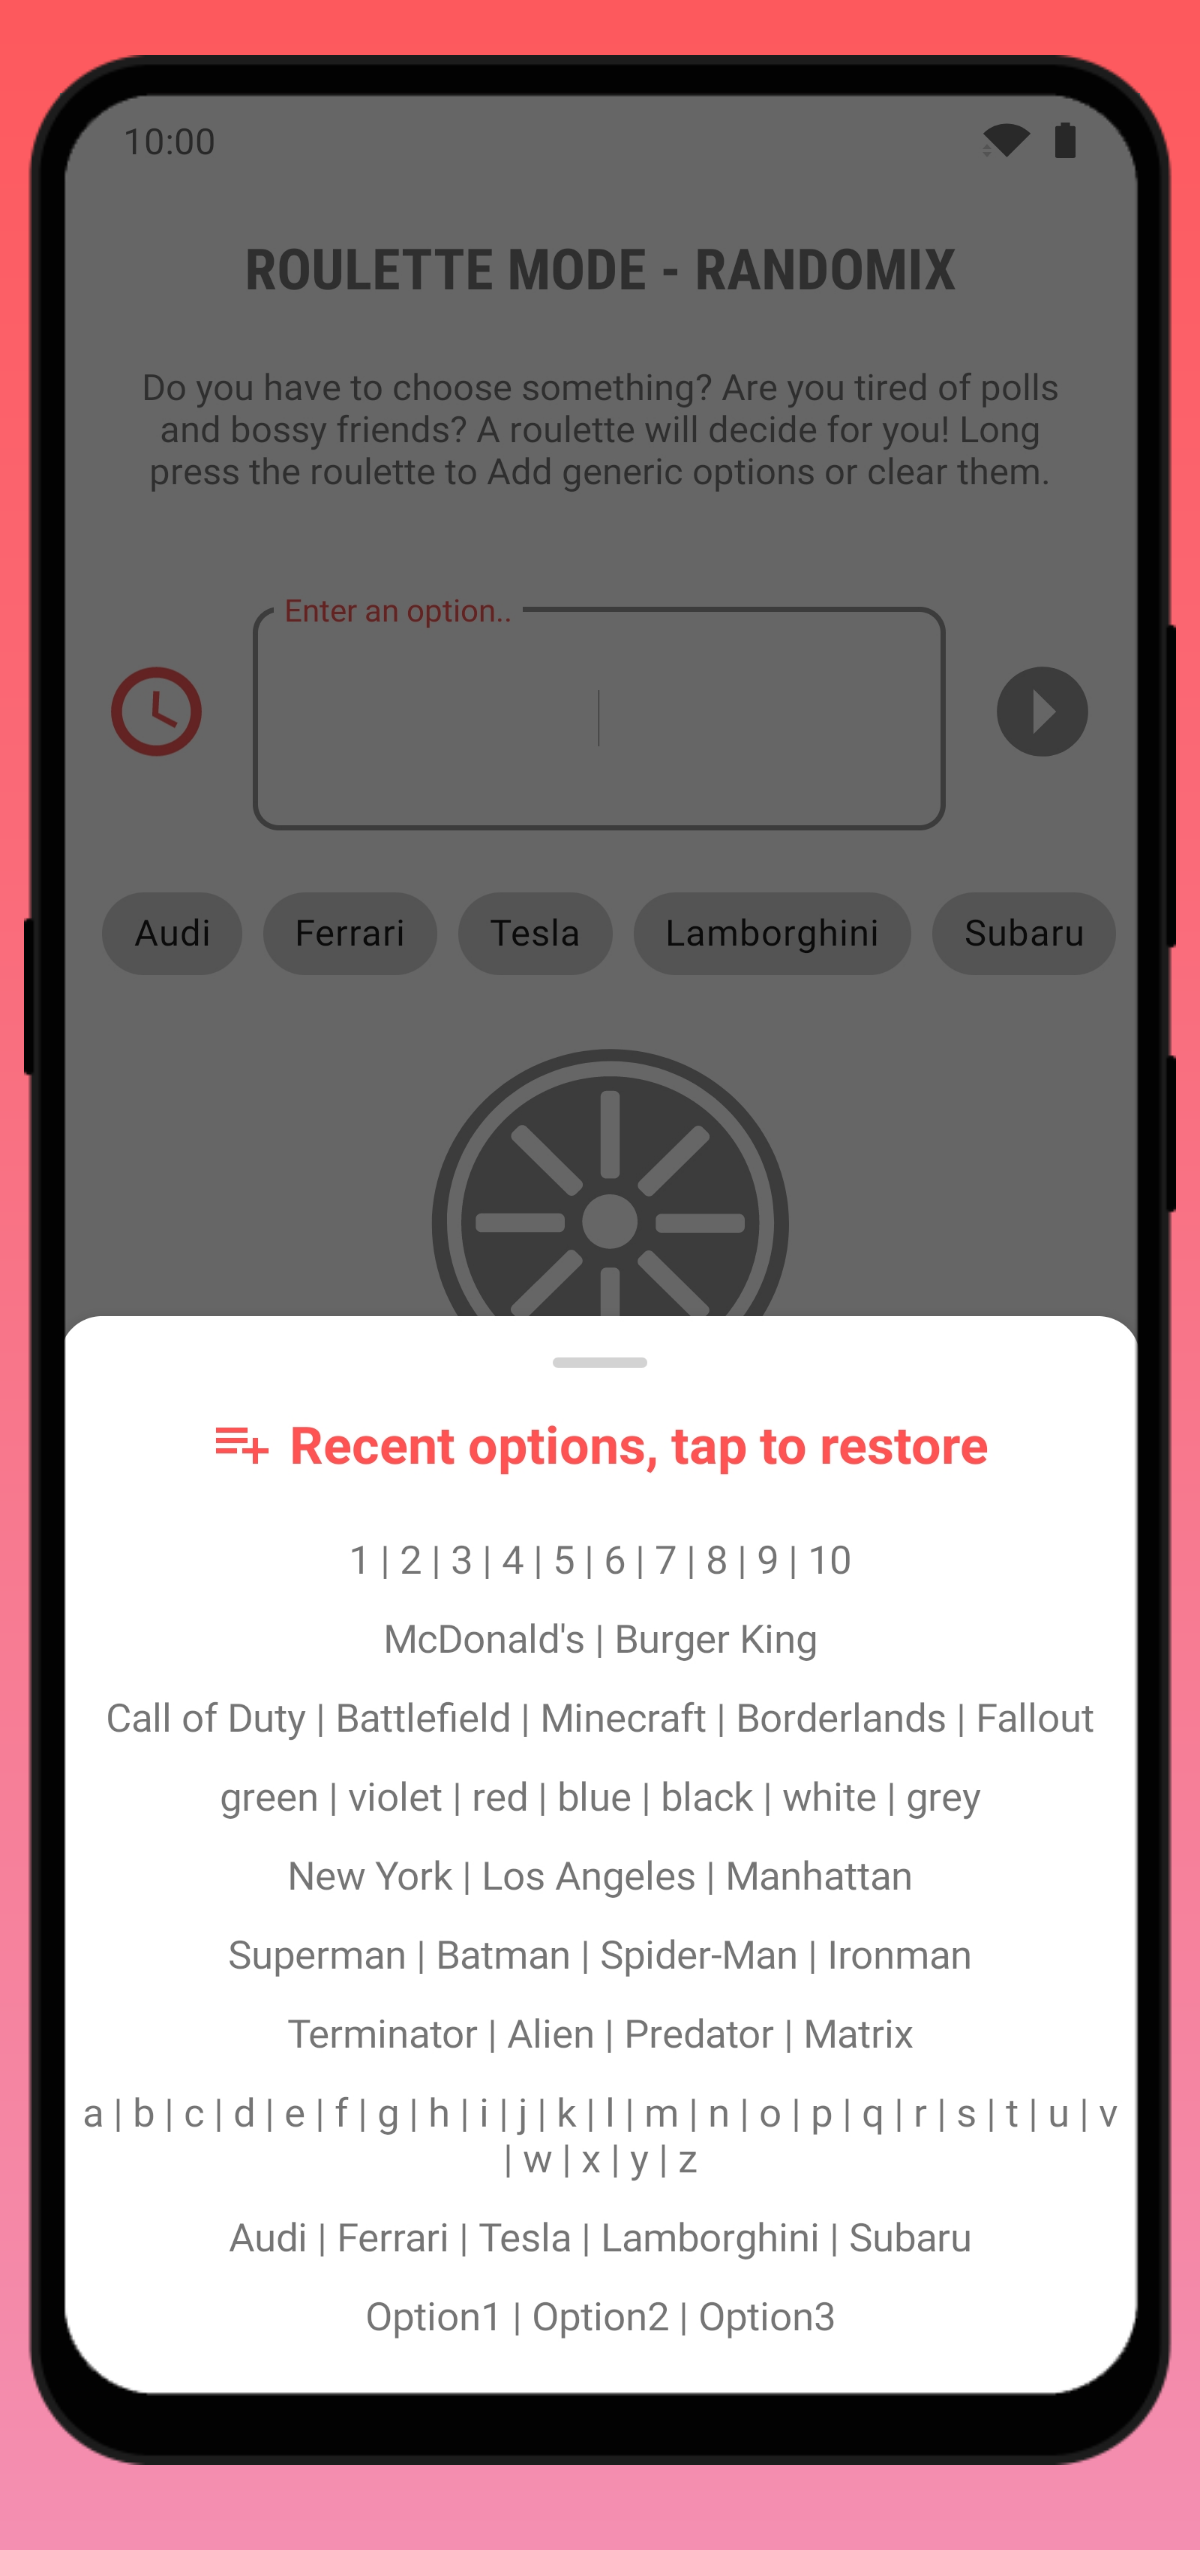 10:00
ROULETTE MODE - RANDOMIX
Do you have to choose something? Are you tired of polls
and bossy friends? A roulette will decide for you! Long
press the roulette to Add generic options or clear them.
Enter an option..
Audi Ferrari Tesla Lamborghini Subaru
Recent options, tap to restore
1 | 2 | 3 | 4 | 5 | 6 | 7 | 8 | 9 | 10
McDonald's | Burger King
Call of Duty | Battlefield | Minecraft | Borderlands | Fallout
green | violet | red | blue | black | white | grey
New York | Los Angeles | Manhattan
Superman | Batman | Spider-Man | Ironman
Terminator | Alien | Predator | Matrix
a | b | c | d | e | f | g | h | i | j | k | l | m | n | o | p | q | r | s | t | u | v
| w | x | y | z
Audi | Ferrari | Tesla | Lamborghini | Subaru
Option1 | Option2 | Option3